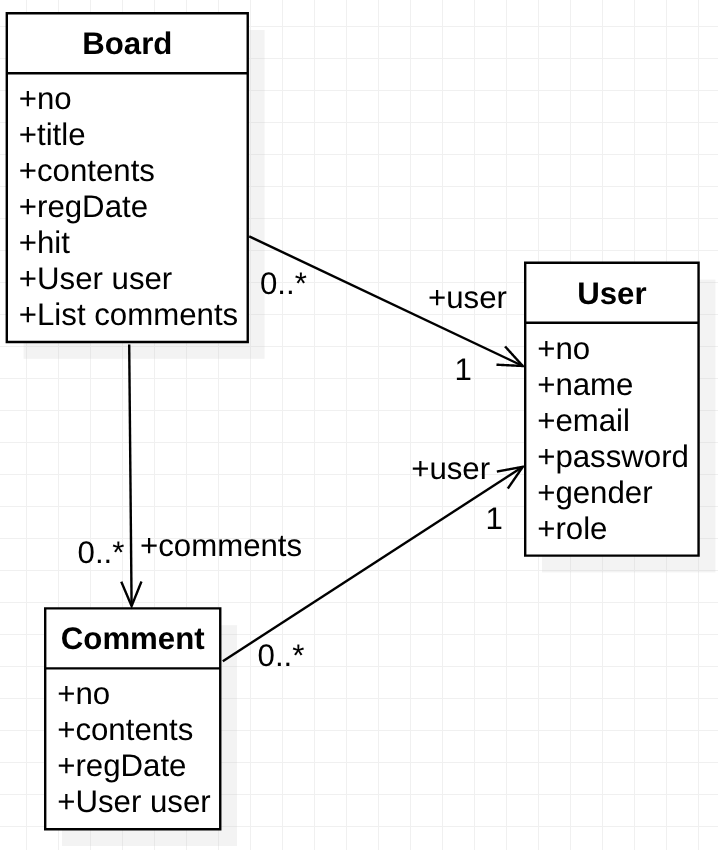 Board
+no
+title
+contents
+regDate
+hit
+User user
+List comments
0..*
+user
1
User
+no
+name
+email
+password
+gender
+role
+user
1
0..*
+comments
0..*
Comment
+no
+contents
+regDate
+User user